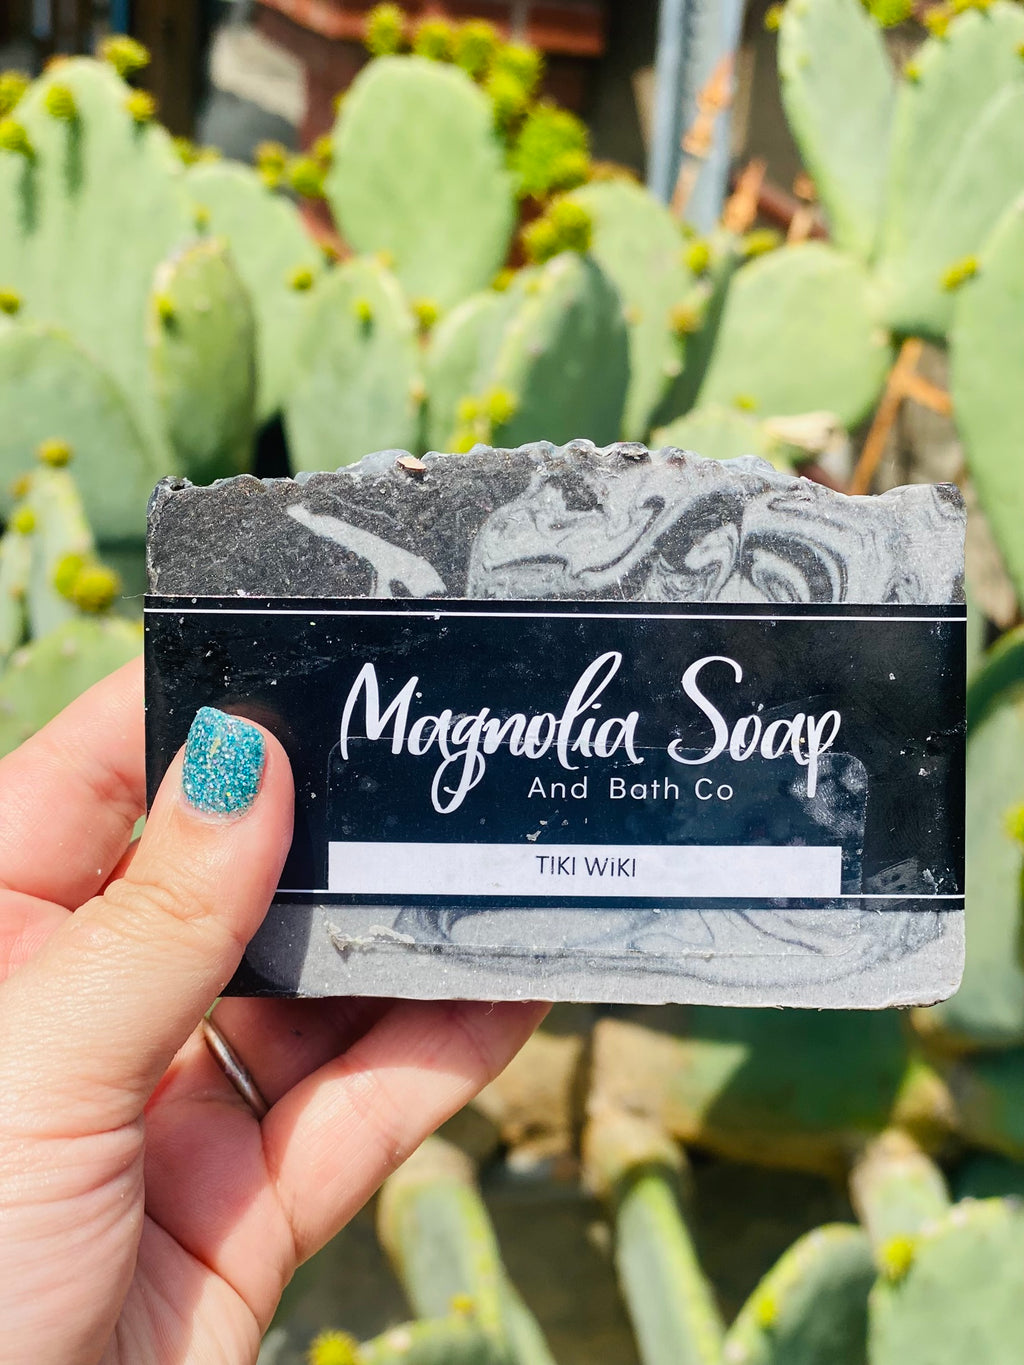 Magnolia Soap
And Bath Co
TIKI WiKI